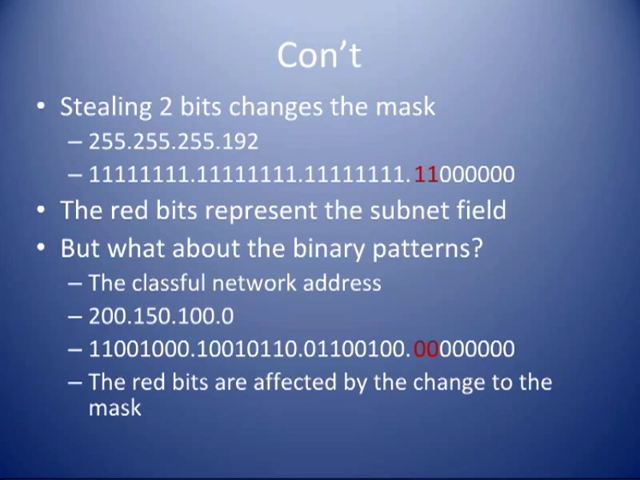 Con’t
• Stealing 2 bits changes the mask
– 255.255.255.192
– 11111111.11111111.11111111.11000000
• The red bits represent the subnet field
• But what about the binary patterns?
– The classful network address
– 200.150.100.0
– 11001000.10010110.01100100.00000000
– The red bits are affected by the change to the
mask